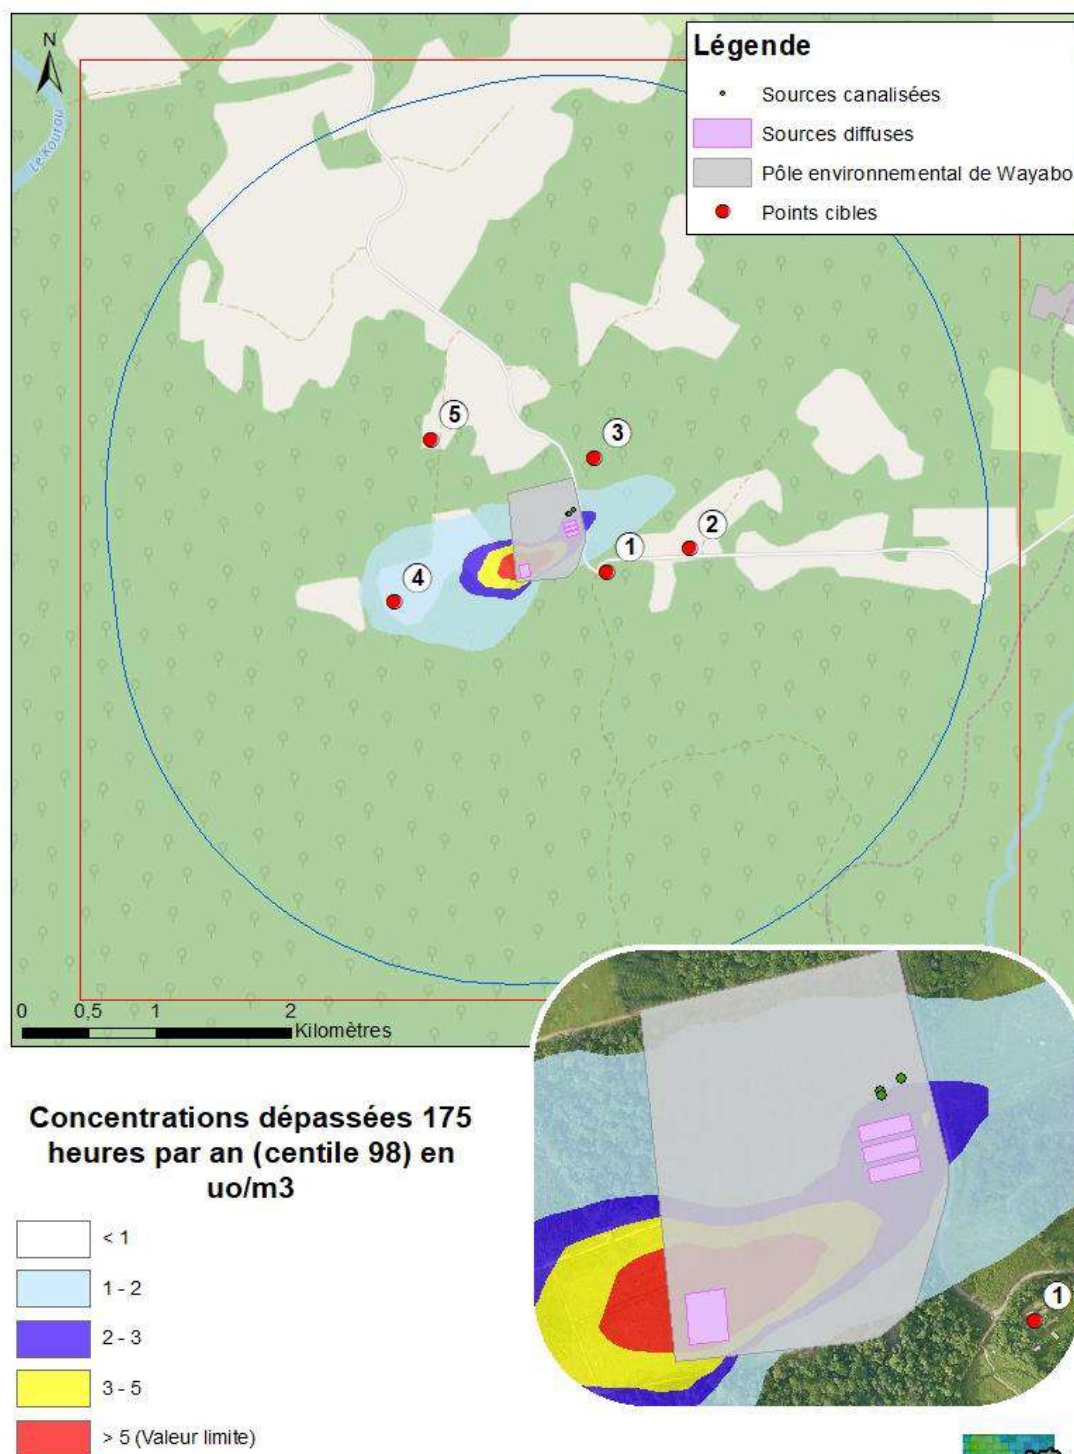 N
Le Kourou
Légende
Sources canalisées
Sources diffuses
Pôle environnemental de Wayabo
Points cibles
5
3
2
1
4
0 0,5 1 2
Kilomètres
1
Concentrations dépassées 175
heures par an (centile 98) en
uo/m3
< 1
1 - 2
2 - 3
3 - 5
> 5 (Valeur limite)